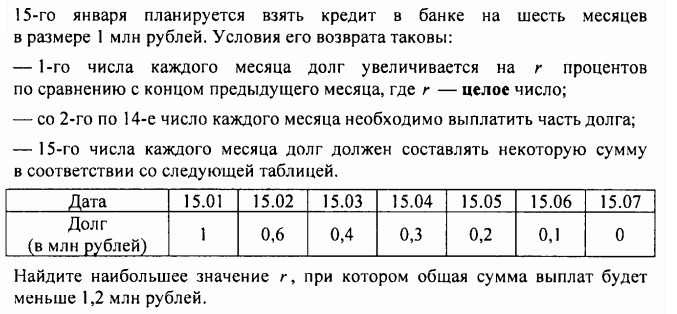 15-го января планируется взять кредит в банке на шесть месяцев
в размере 1 млн рублей. Условия его возврата таковы:
— 1-го числа каждого месяца долг увеличивается на r процентов
по сравнению с концом предыдущего месяца, где r — целое число;
— со 2-го по 14-е число каждого месяца необходимо выплатить часть долга;
— 15-го числа каждого месяца долг должен составлять некоторую сумму
в соответствии со следующей таблицей.
Дата 15.01 15.02 15.03 15.04 15.05 15.06 15.07
Долг
(в млн рублей) 1 0,6 0,4 0,3 0,2 0,1 0
Найдите наибольшее значение r, при котором общая сумма выплат будет
меньше 1,2 млн рублей.